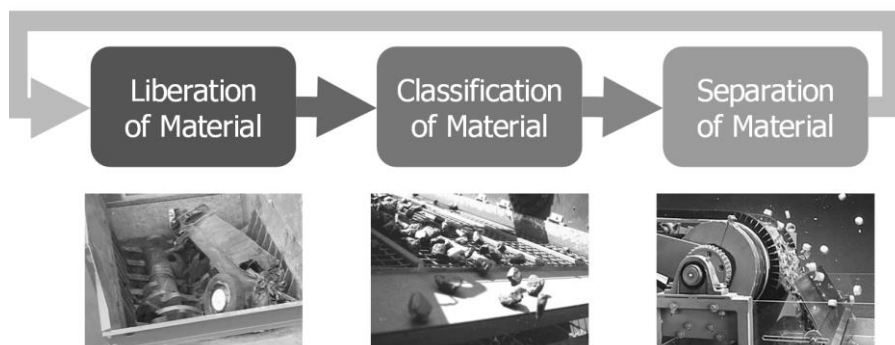 Liberation
of Material
Classification
of Material
Separation
of Material